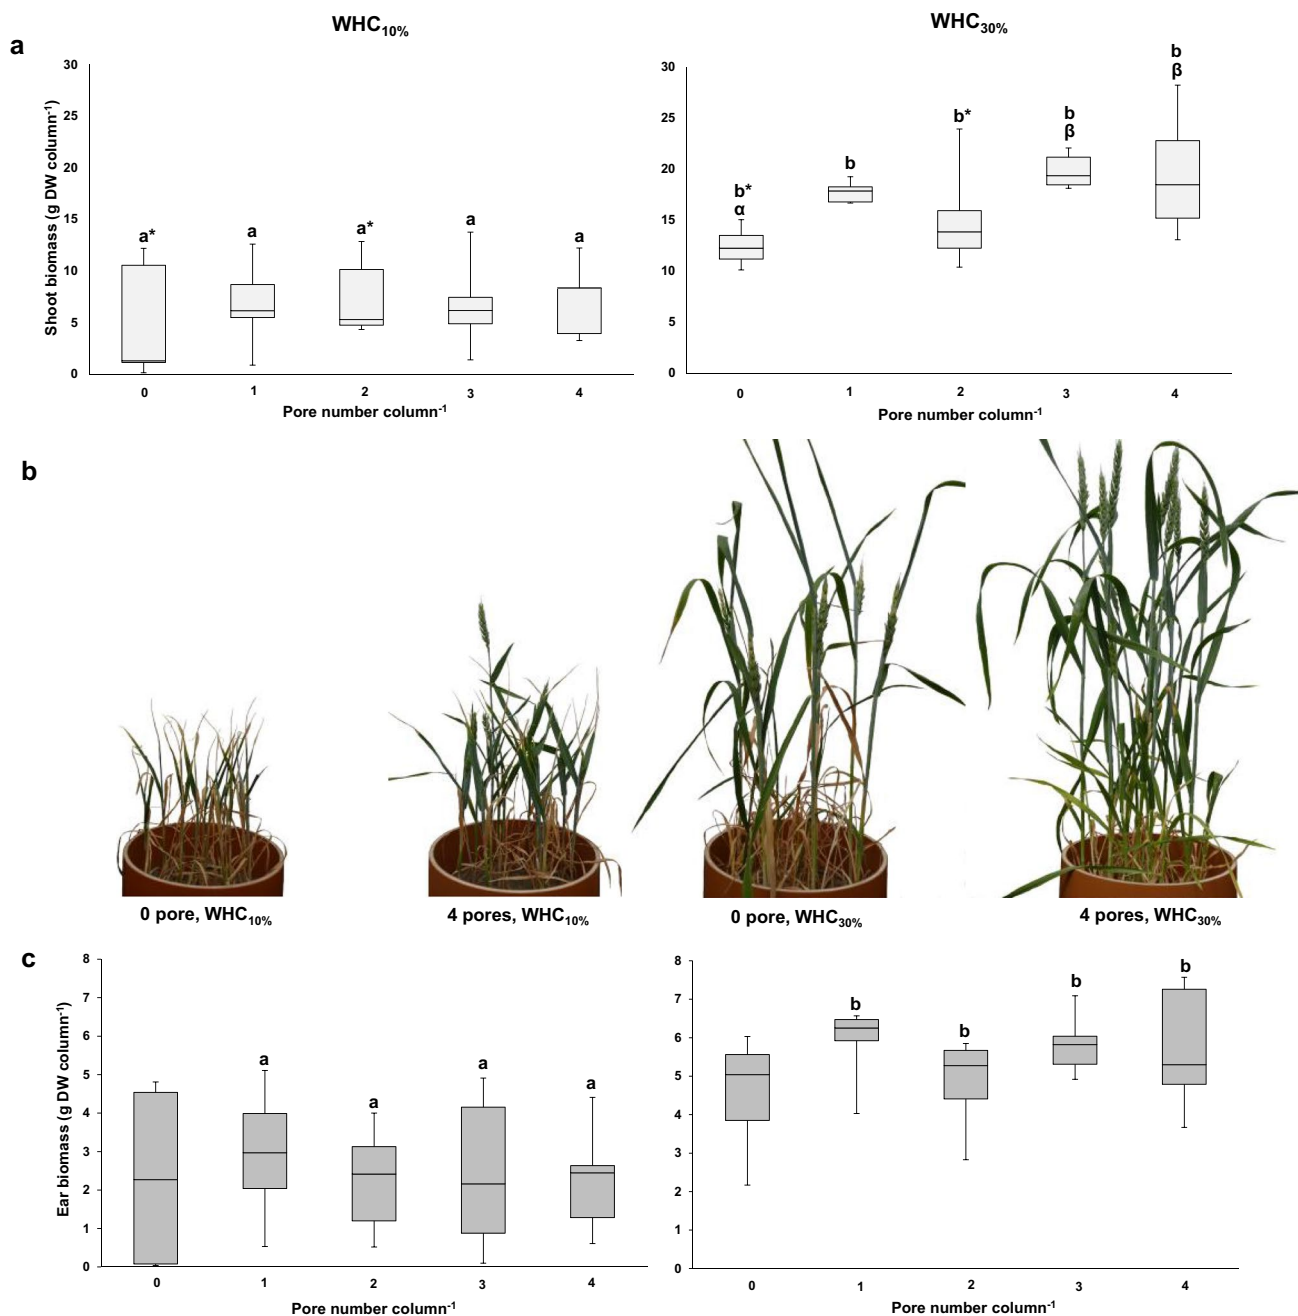 WHC10%
WHC30%
a
Shoot biomass (g DW column-1)
30
25
20
15
10
5
0
a*
a
a*
a
a
0
1
2
3
4
Pore number column-1
30
25
20
15
10
5
0
b*
α
b
b*
b
β
b
β
0
1
2
3
4
Pore number column-1
b
0 pore, WHC10%
4 pores, WHC10%
0 pore, WHC30%
4 pores, WHC30%
c
Ear biomass (g DW column-1)
8
7
6
5
4
3
2
1
0
a
a
a
a
0
1
2
3
4
Pore number column-1
8
7
6
5
4
3
2
1
0
b
b
b
b
0
1
2
3
4
Pore number column-1